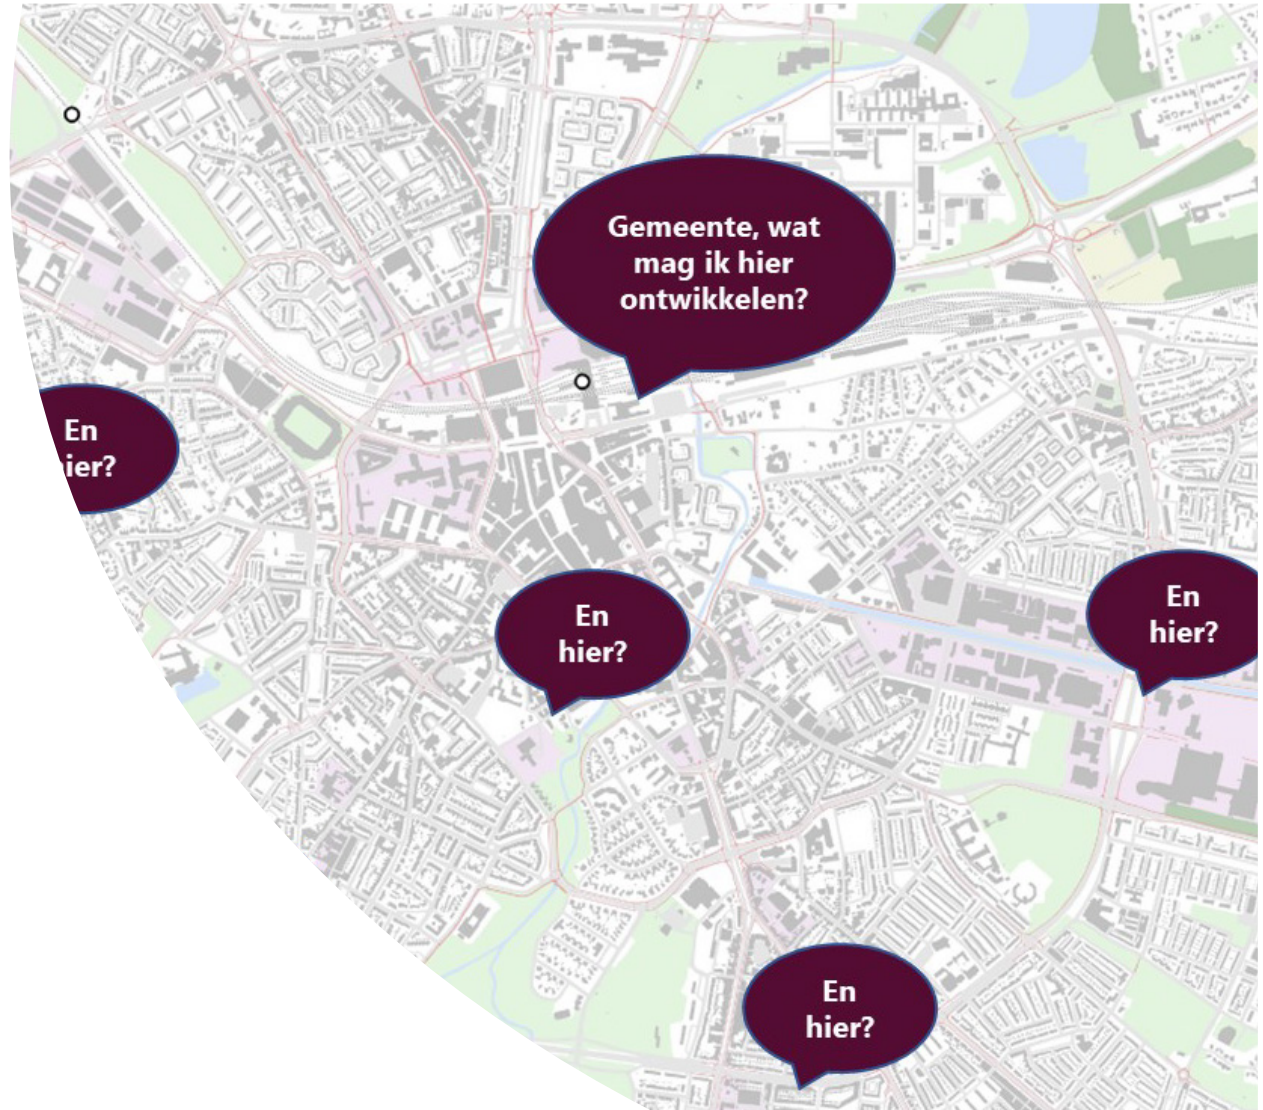 Gemeente, wat
mag ik hier
ontwikkelen?
En
ier?
En
hier?
En
hier?
En
hier?